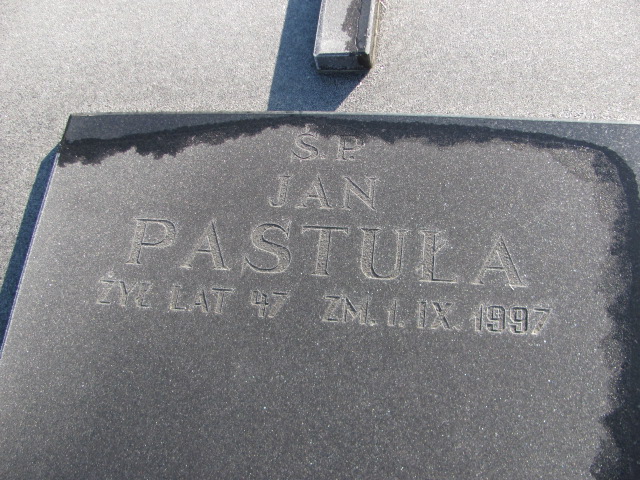 Ś.P.
JAN
PASTUŁA
ŻYŁ LAT 47 ZM. 1. IX. 1997